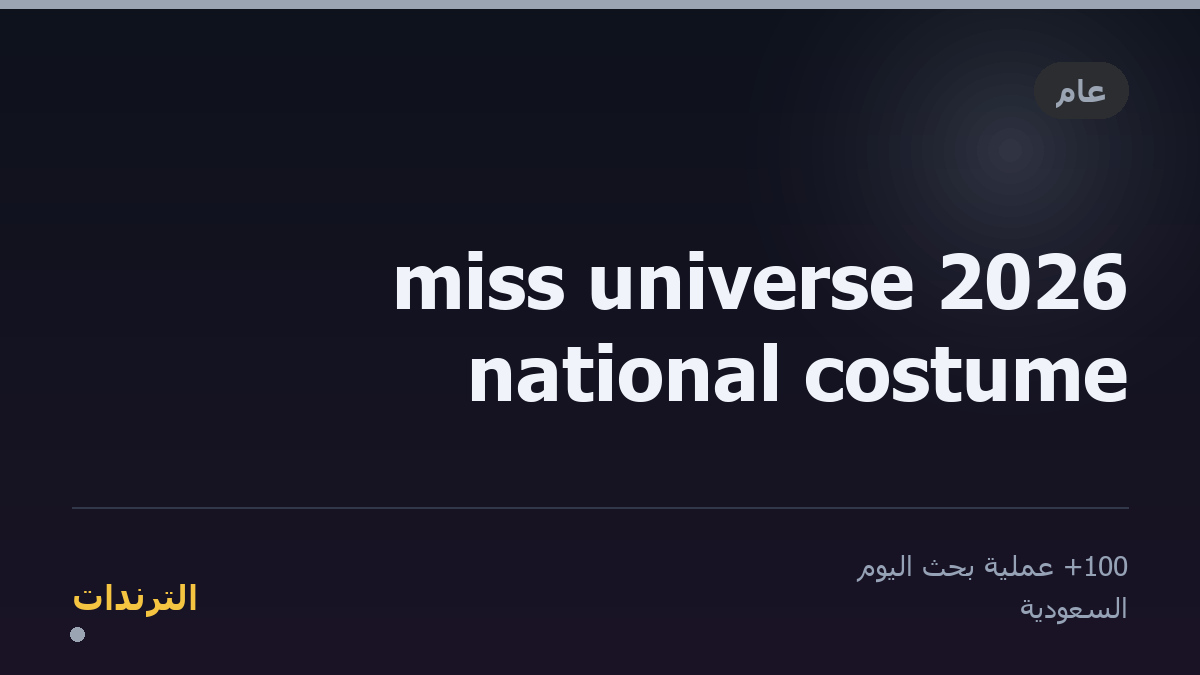 عام
miss universe 2026
national costume
100+ عملية بحث اليوم
السعودية
الترندات